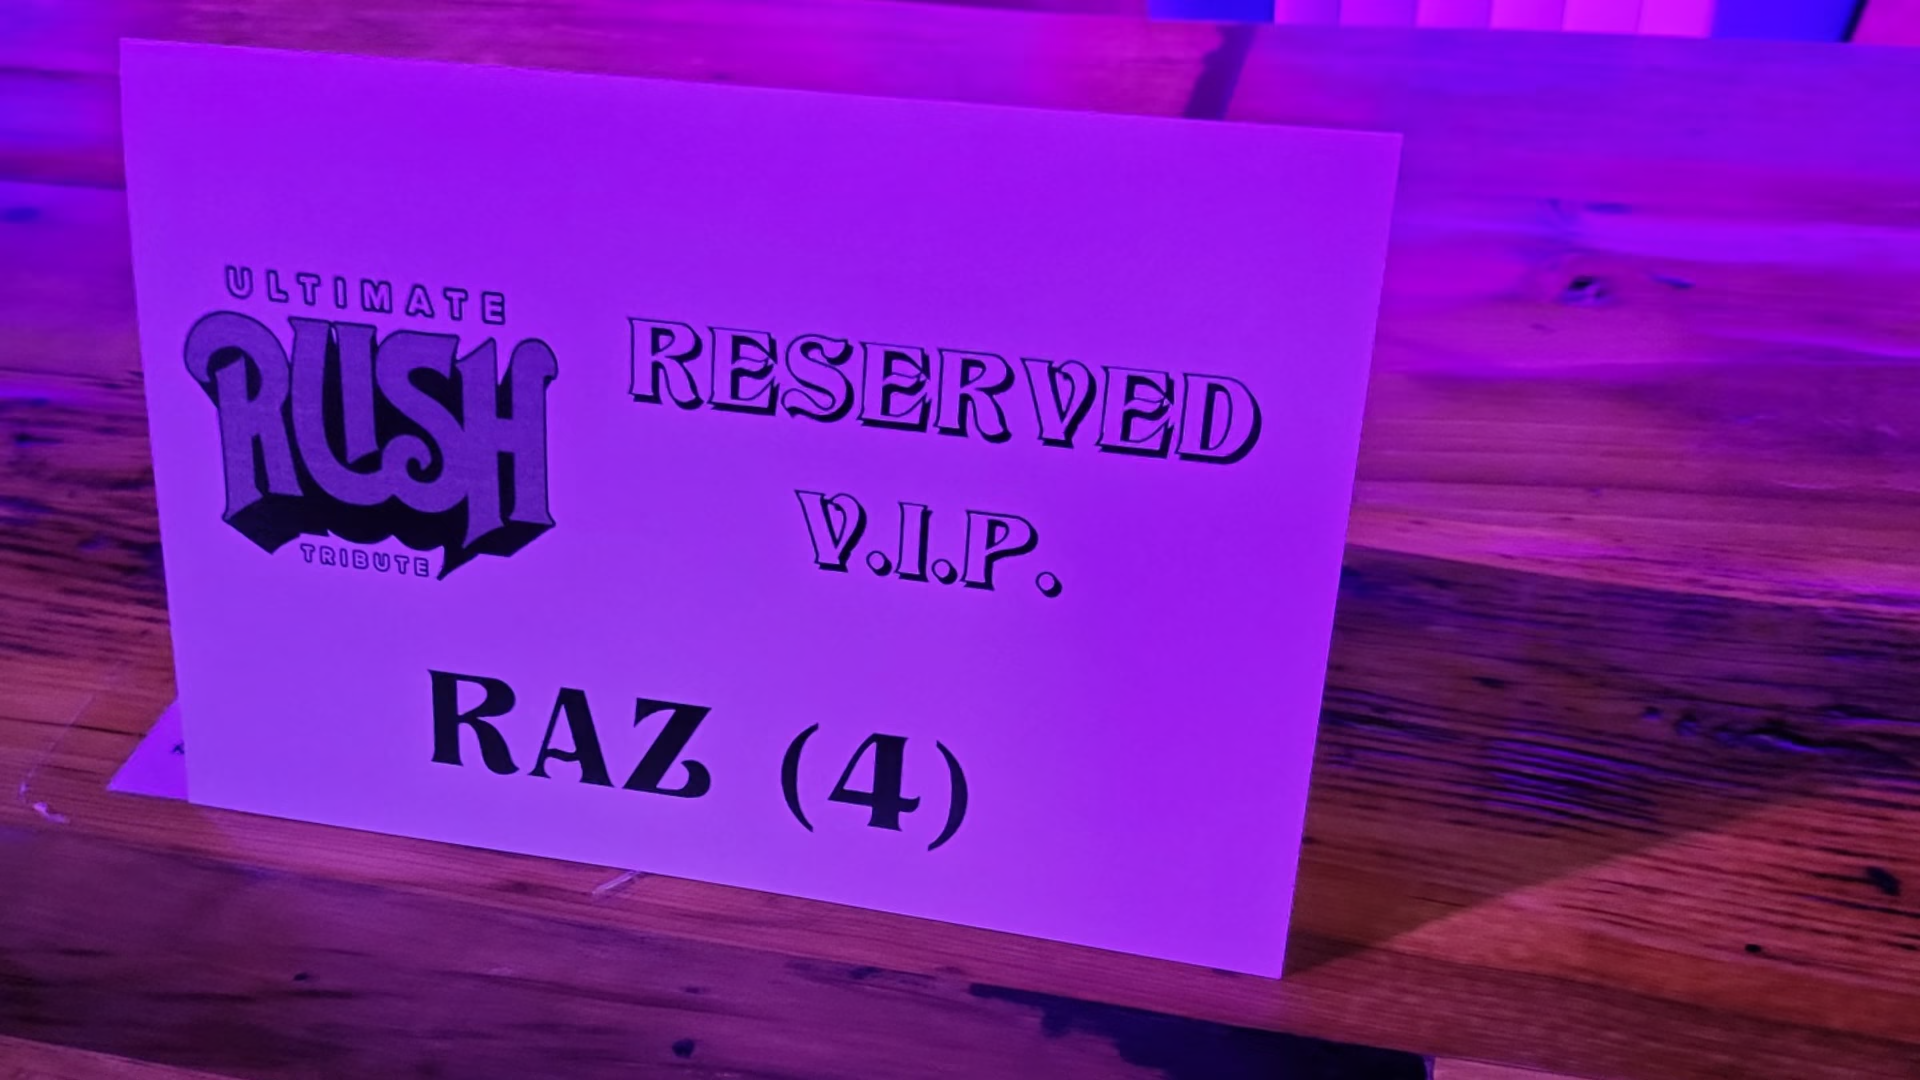 ULTIMATE
RUSH
TRIBUTE
RESERVED
V.I.P.
RAZ (4)